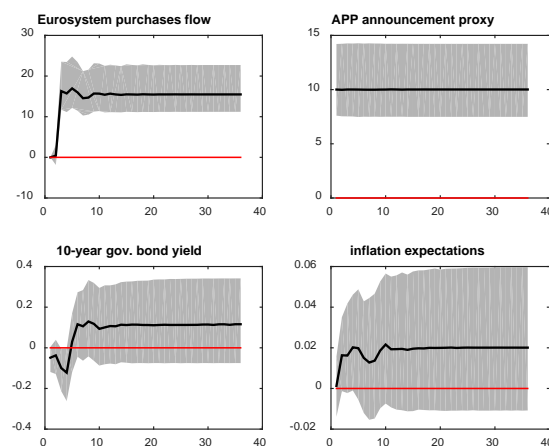 Eurosystem purchases flow
30
20
10
0
-10
0 10 20 30 40
APP announcement proxy
15
10
5
0
0 10 20 30 40
10-year gov. bond yield
0.4
0.2
0
-0.2
-0.4
0 10 20 30 40
inflation expectations
0.06
0.04
0.02
0
-0.02
0 10 20 30 40